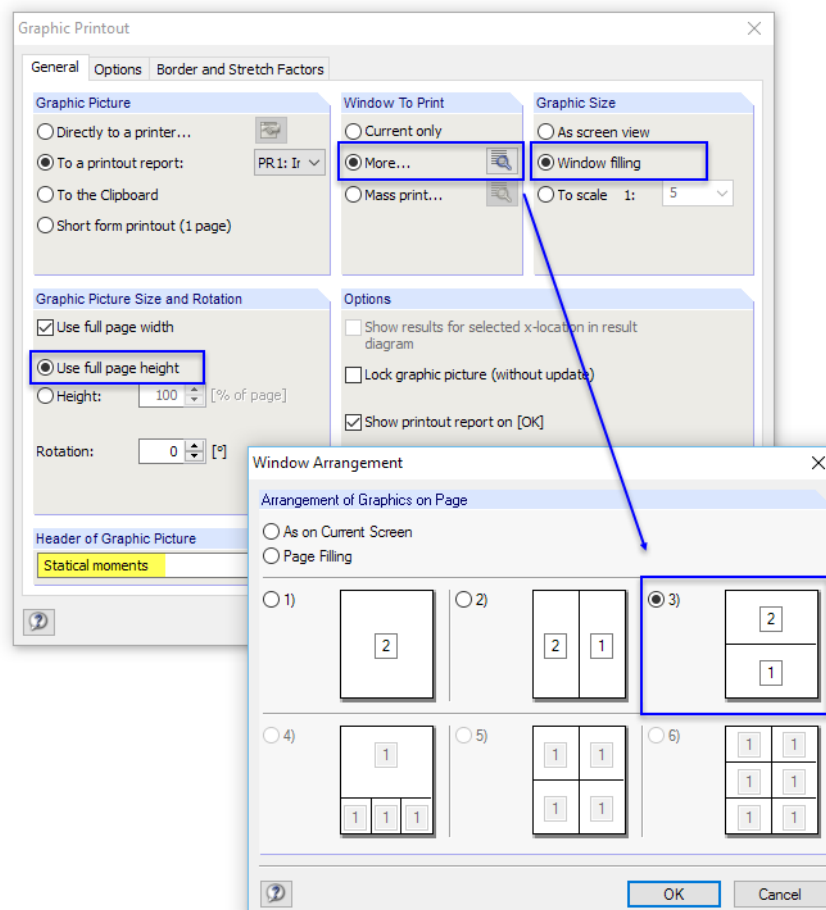 Graphic Printout
General Options Border and Stretch Factors
Graphic Picture
Directly to a printer...
To a printout report: PR1: Ir
To the Clipboard
Short form printout (1 page)
Window To Print
Current only
More...
Mass print...
Graphic Size
As screen view
Window filling
To scale 1: 5
Graphic Picture Size and Rotation
Use full page width
Use full page height
Height: 100 [% of page]
Rotation: 0 [°]
Options
Show results for selected x-location in result
diagram
Lock graphic picture (without update)
Show printout report on [OK]
Header of Graphic Picture
Statical moments
Window Arrangement
Arrangement of Graphics on Page
As on Current Screen
Page Filling
1) 2 2) 2 1 3) 2
1
4) 1 5) 1 1 6) 1 1
1 1
1 1 1 1 1 1 1
OK Cancel